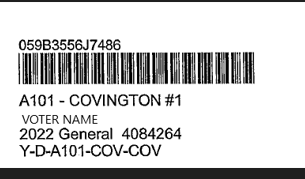 059B3556J7486
A101 - COVINGTON #1
VOTER NAME
2022 General 4084264
Y-D-A101-COV-COV